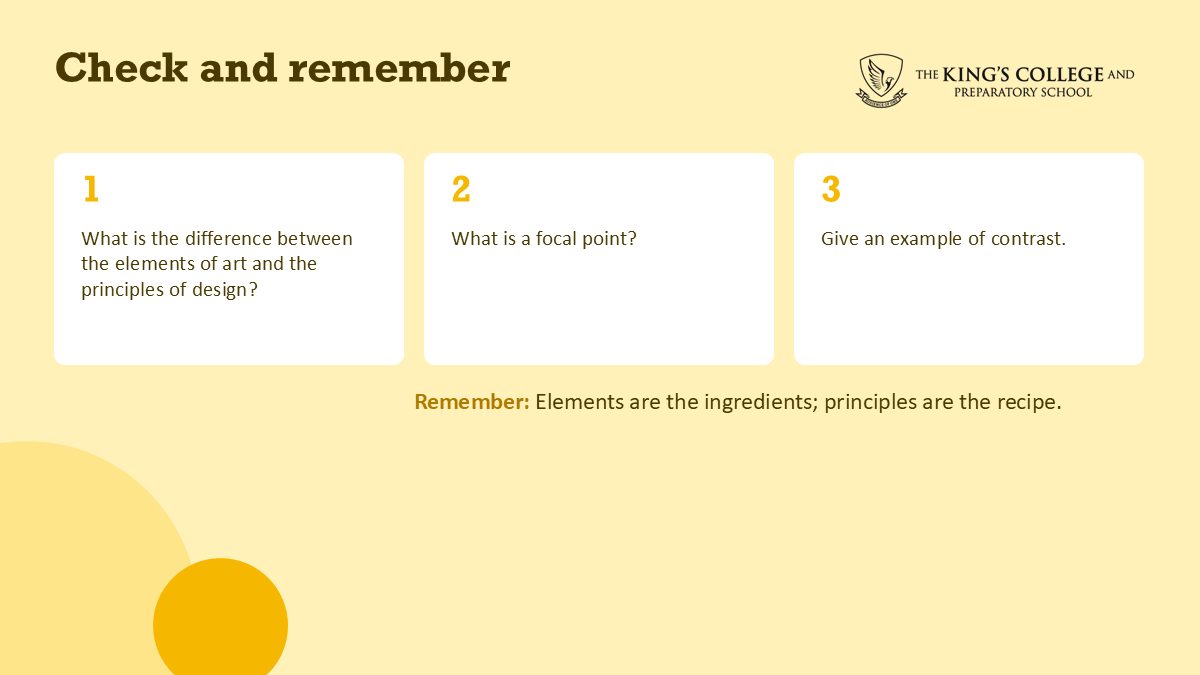 Check and remember
THE KING'S COLLEGE AND
PREPARATORY SCHOOL
1
What is the difference between
the elements of art and the
principles of design?
2
What is a focal point?
3
Give an example of contrast.
Remember: Elements are the ingredients; principles are the recipe.